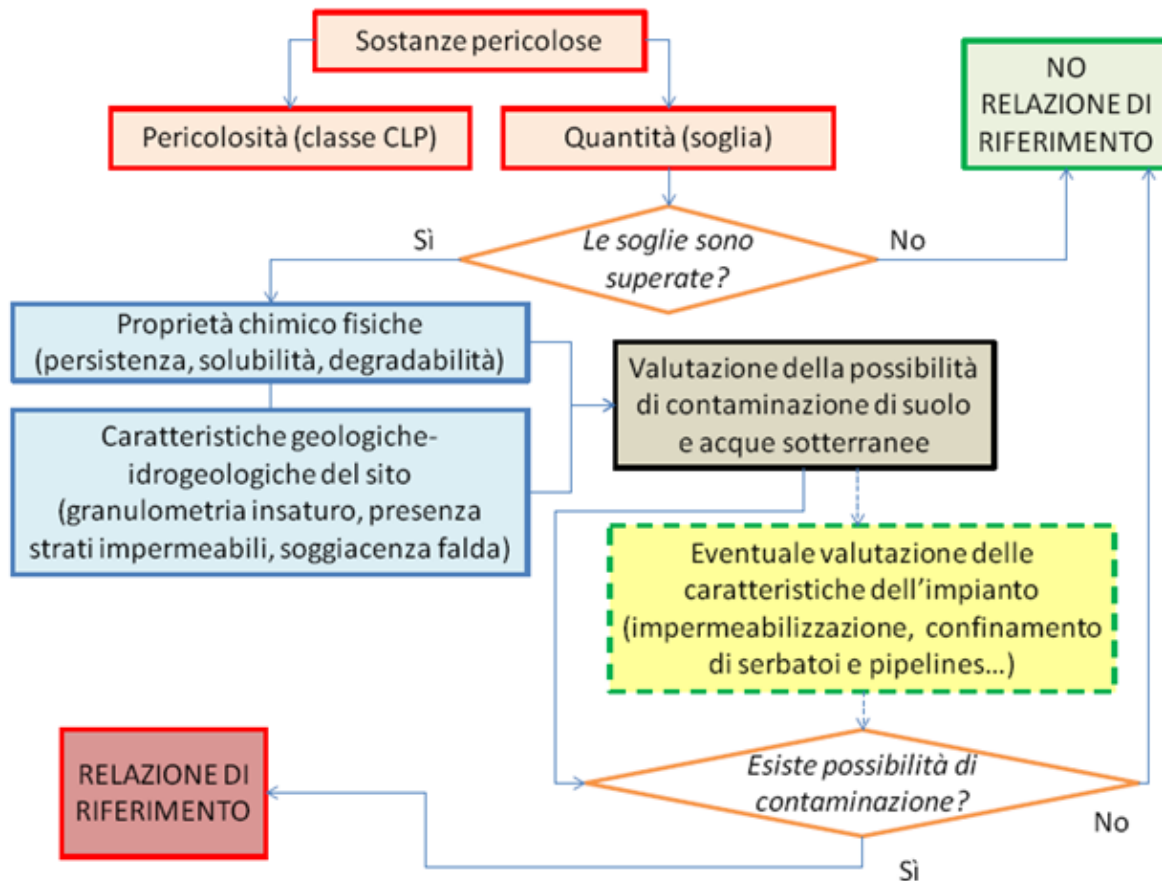 Sostanze pericolose
NO
RELAZIONE DI
RIFERIMENTO
Pericolosità (classe CLP)
Quantità (soglia)
Sì
Le soglie sono
superate?
No
Proprietà chimico fisiche
(persistenza, solubilità, degradabilità)
Valutazione della possibilità
di contaminazione di suolo
e acque sotterranee
Caratteristiche geologiche-
idrogeologiche del sito
(granulometria insaturo, presenza
strati impermeabili, soggiacenza falda)
Eventuale valutazione delle
caratteristiche dell’impianto
(impermeabilizzazione, confinamento
di serbatoi e pipelines...)
Esiste possibilità di
contaminazione?
No
Sì
RELAZIONE DI
RIFERIMENTO